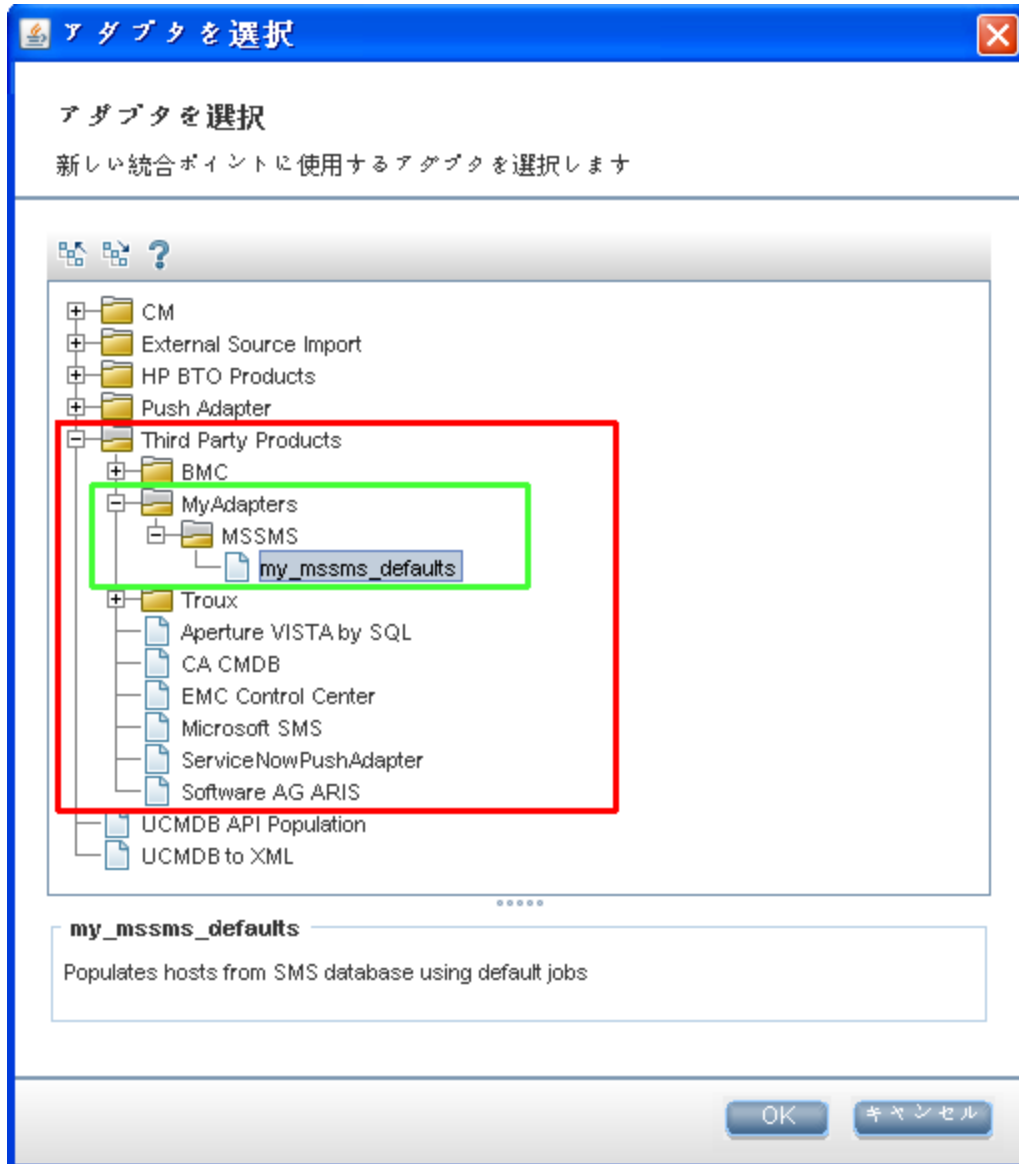 アダプタを選択
アダプタを選択
新しい統合ポイントに使用するアダプタを選択します
CM
External Source Import
HP BTO Products
Push Adapter
Third Party Products
BMC
MyAdapters
MSSMS
my_mssms_defaults
Troux
Aperture VISTA by SQL
CA CMDB
EMC Control Center
Microsoft SMS
ServiceNowPushAdapter
Software AG ARIS
UCMDB API Population
UCMDB to XML
my_mssms_defaults
Populates hosts from SMS database using default jobs
OK キャンセル